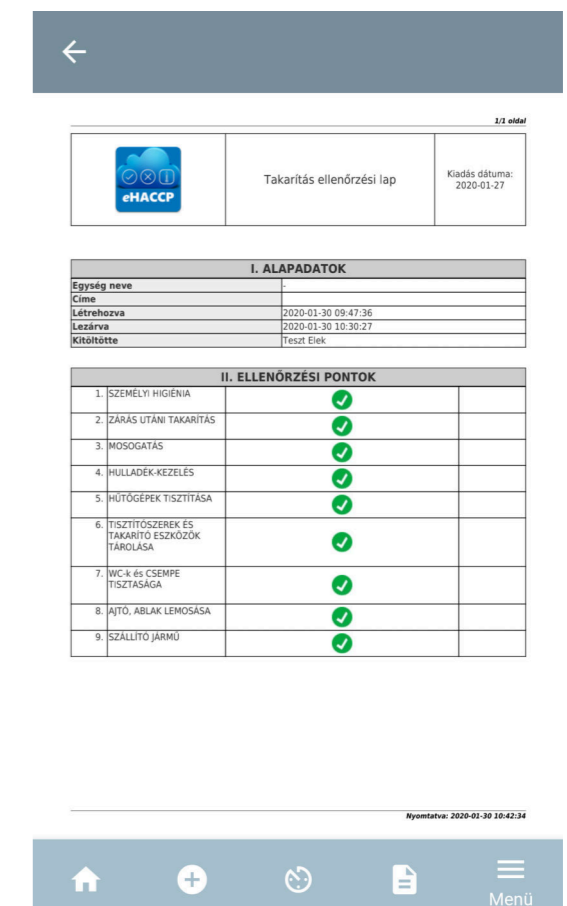 1/1 oldal
eHACCP
Takarítás ellenőrzési lap
Kiadás dátuma:
2020-01-27
I. ALAPADATOK
Egység neve -
Címe
Létrehozva 2020-01-30 09:47:36
Lezárva 2020-01-30 10:30:27
Kitöltötte Teszt Elek
II. ELLENŐRZÉSI PONTOK
1. SZEMÉLYI HIGIÉNIA
2. ZÁRÁS UTÁNI TAKARÍTÁS
3. MOSOGATÁS
4. HULLADÉK-KEZELÉS
5. HŰTŐGÉPEK TISZTÍTÁSA
6. TISZTÍTÓSZEREK ÉS
TAKARÍTÓ ESZKÖZÖK
TÁROLÁSA
7. WC-k és CSEMPE
TISZTASÁGA
8. AJTÓ, ABLAK LEMOSÁSA
9. SZÁLLÍTÓ JÁRMŰ
Nyomtatva: 2020-01-30 10:42:34
Menü